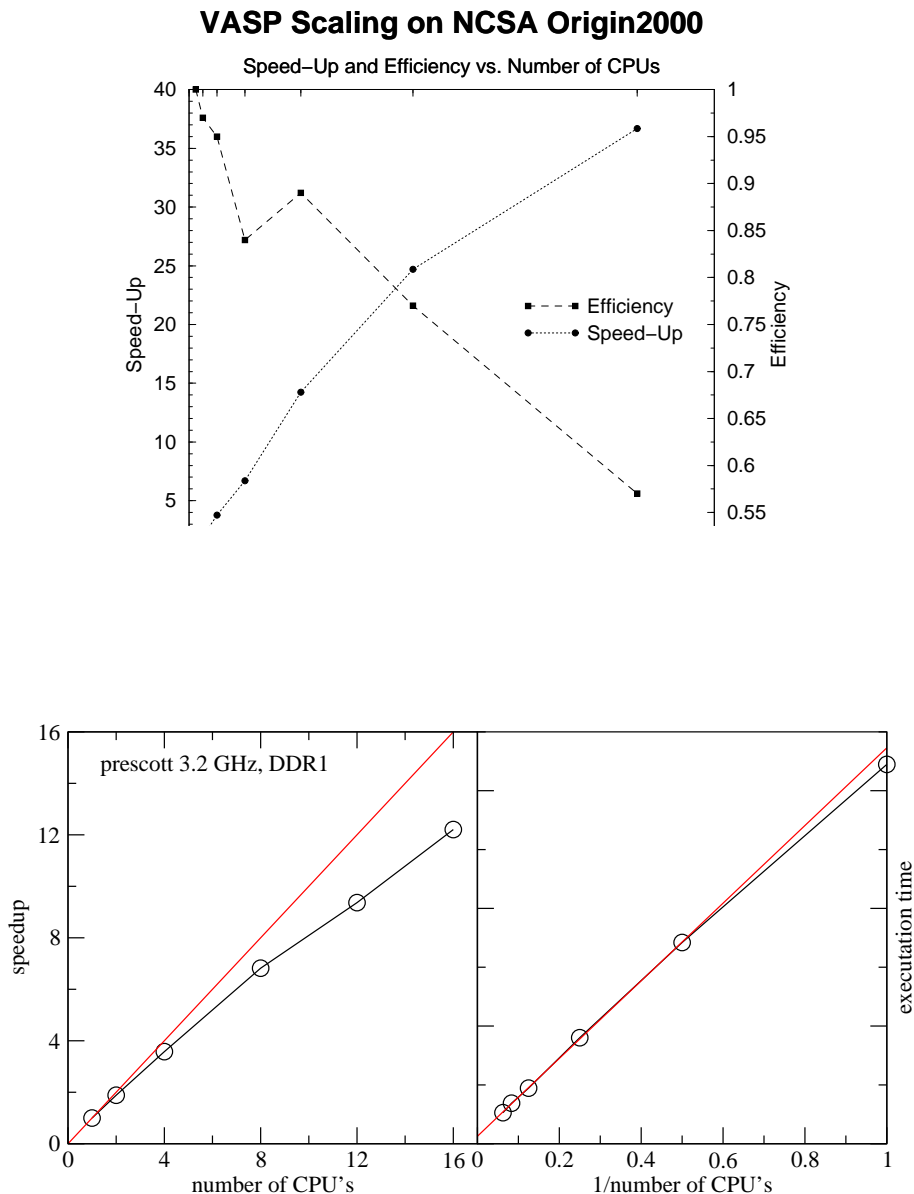 VASP Scaling on NCSA Origin2000
Speed-Up and Efficiency vs. Number of CPUs
40
35
30
25
20
15
10
5
Speed-Up
1
0.95
0.9
0.85
0.8
0.75
0.7
0.65
0.6
0.55
Efficiency
Efficiency
Speed-Up
prescott 3.2 GHz, DDR1
16
12
8
4
0
speedup
0 4 8 12 16
number of CPU's
0 0.2 0.4 0.6 0.8 1
1/number of CPU's
executation time